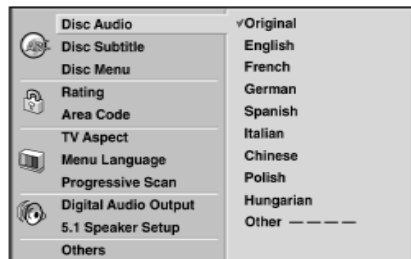 Disc Audio
Disc Subtitle
Disc Menu
Rating
Area Code
TV Aspect
Menu Language
Progressive Scan
Digital Audio Output
5.1 Speaker Setup
Others
✓Original
English
French
German
Spanish
Italian
Chinese
Polish
Hungarian
Other — — — —